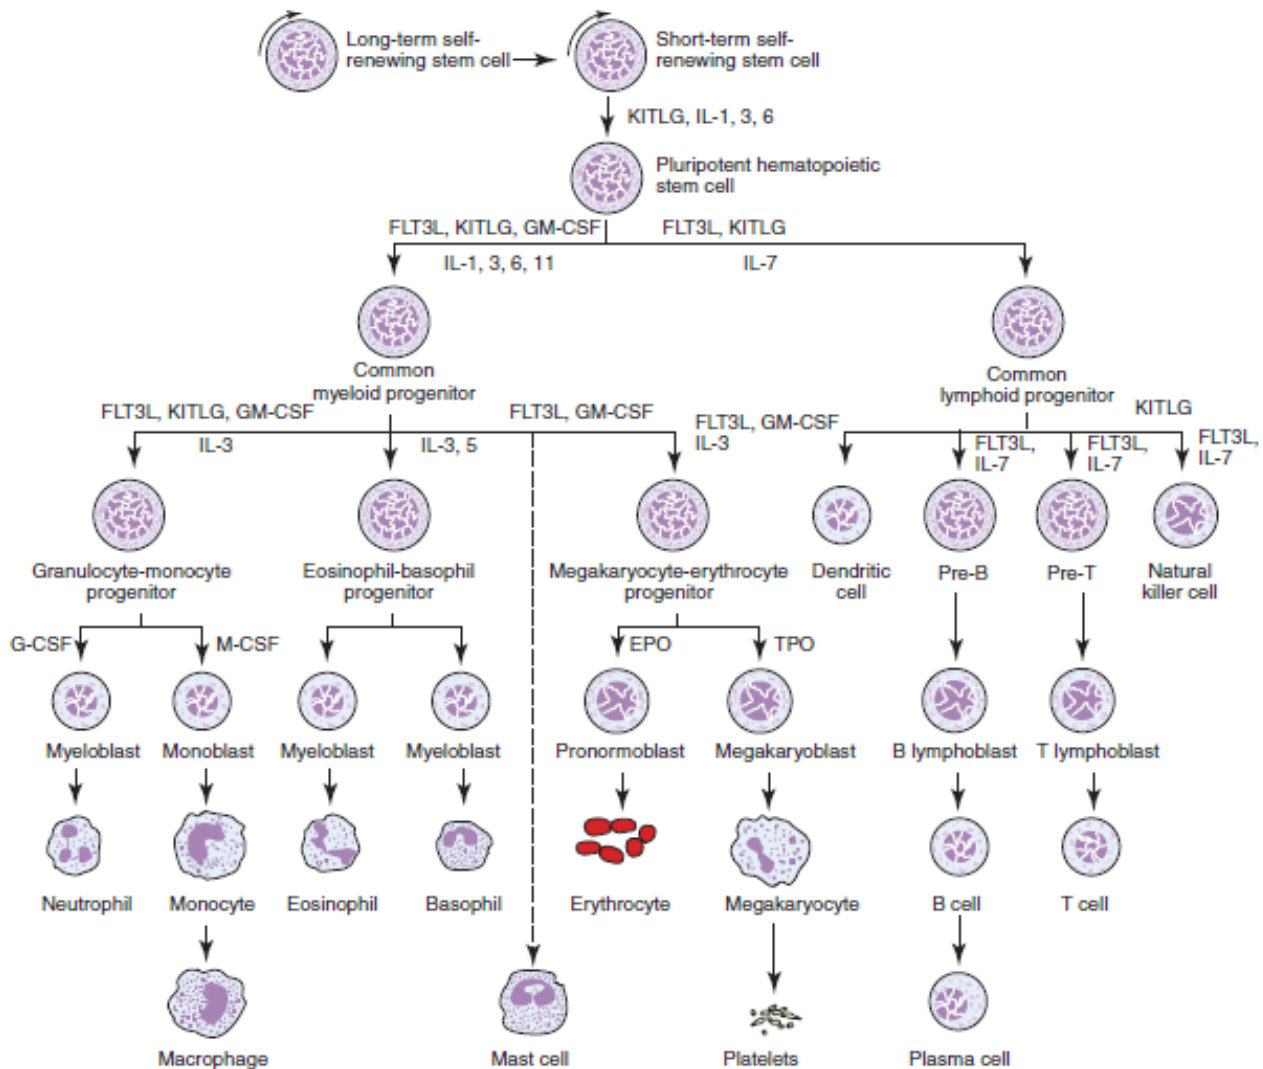 Long-term self-
renewing stem cell
Short-term self-
renewing stem cell
KITLG, IL-1, 3, 6
Pluripotent hematopoietic
stem cell
FLT3L, KITLG, GM-CSF
FLT3L, KITLG
IL-1, 3, 6, 11
IL-7
Common
myeloid progenitor
Common
lymphoid progenitor
FLT3L, KITLG, GM-CSF
IL-3
IL-3, 5
FLT3L, GM-CSF
FLT3L, GM-CSF
IL-3
KITLG
FLT3L,
IL-7
FLT3L,
IL-7
FLT3L,
IL-7
Granulocyte-monocyte
progenitor
Eosinophil-basophil
progenitor
Megakaryocyte-erythrocyte
progenitor
Dendritic
cell
Pre-B
Pre-T
Natural
killer cell
G-CSF
M-CSF
EPO
TPO
Myeloblast
Monoblast
Myeloblast
Myeloblast
Pronormoblast
Megakaryoblast
B lymphoblast
T lymphoblast
Neutrophil
Monocyte
Eosinophil
Basophil
Erythrocyte
Megakaryocyte
B cell
T cell
Macrophage
Mast cell
Platelets
Plasma cell